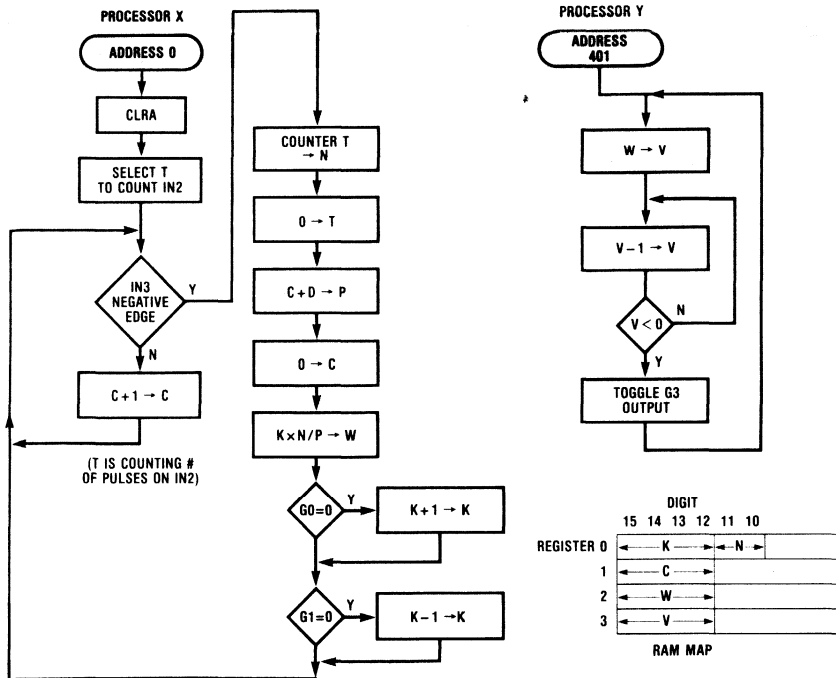 PROCESSOR X
ADDRESS 0
CLRA
SELECT T
TO COUNT IN2
IN3
NEGATIVE
EDGE
Y
N
C + 1 → C
(T IS COUNTING #
OF PULSES ON IN2)
COUNTER T
→ N
0 → T
C + D → P
0 → C
K × N/P → W
G0 = 0
Y
K + 1 → K
G1 = 0
Y
K − 1 → K
PROCESSOR Y
ADDRESS
401
W → V
V − 1 → V
V < 0
N
Y
TOGGLE G3
OUTPUT
DIGIT
15 14 13 12 11 10
REGISTER 0 K N
1 C
2 W
3 V
RAM MAP